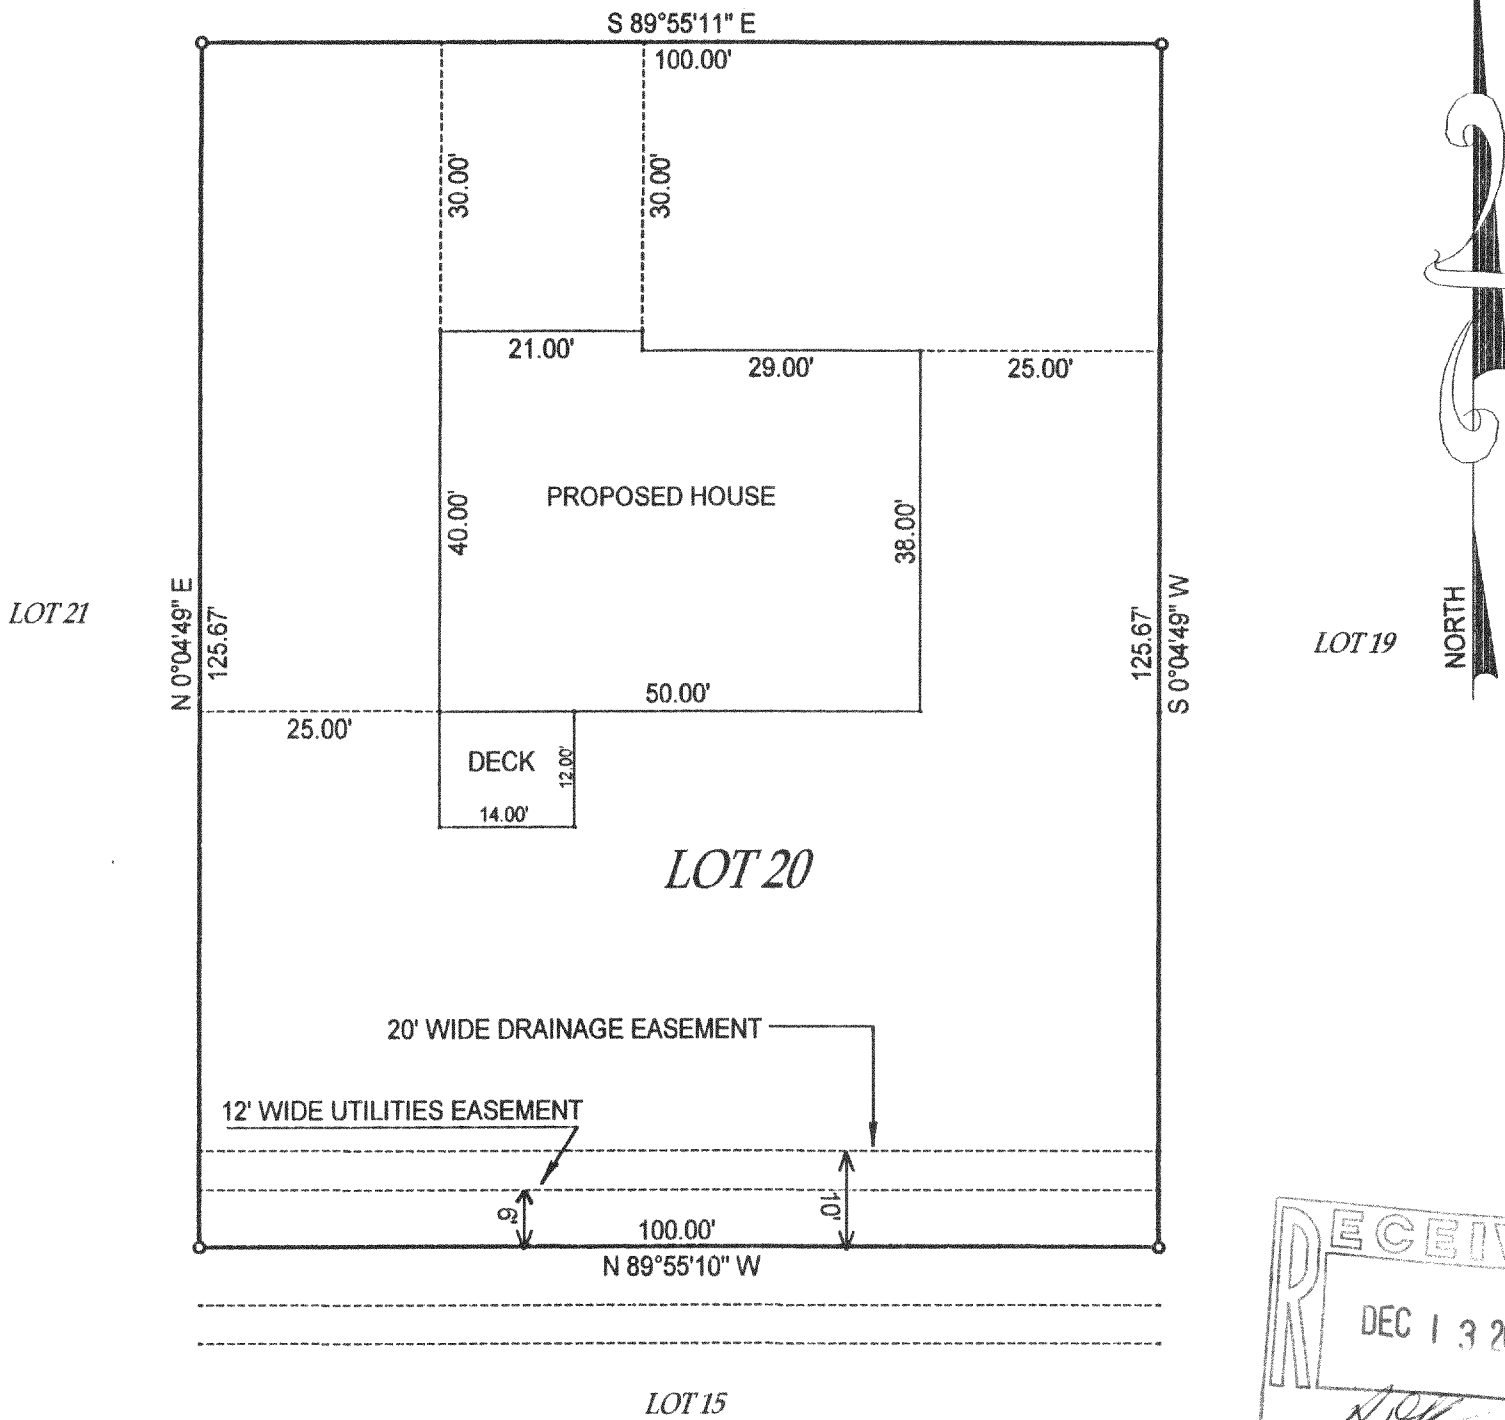 S 89°55'11" E
100.00'
30.00'
30.00'
21.00'
29.00'
25.00'
PROPOSED HOUSE
40.00'
38.00'
LOT 21
N 0°04'49" E
125.67'
125.67'
S 0°04'49" W
LOT 19
NORTH
50.00'
25.00'
DECK
12.00'
14.00'
LOT 20
20' WIDE DRAINAGE EASEMENT
12' WIDE UTILITIES EASEMENT
6'
10'
100.00'
N 89°55'10" W
LOT 15
RECEIV
DEC 13 20